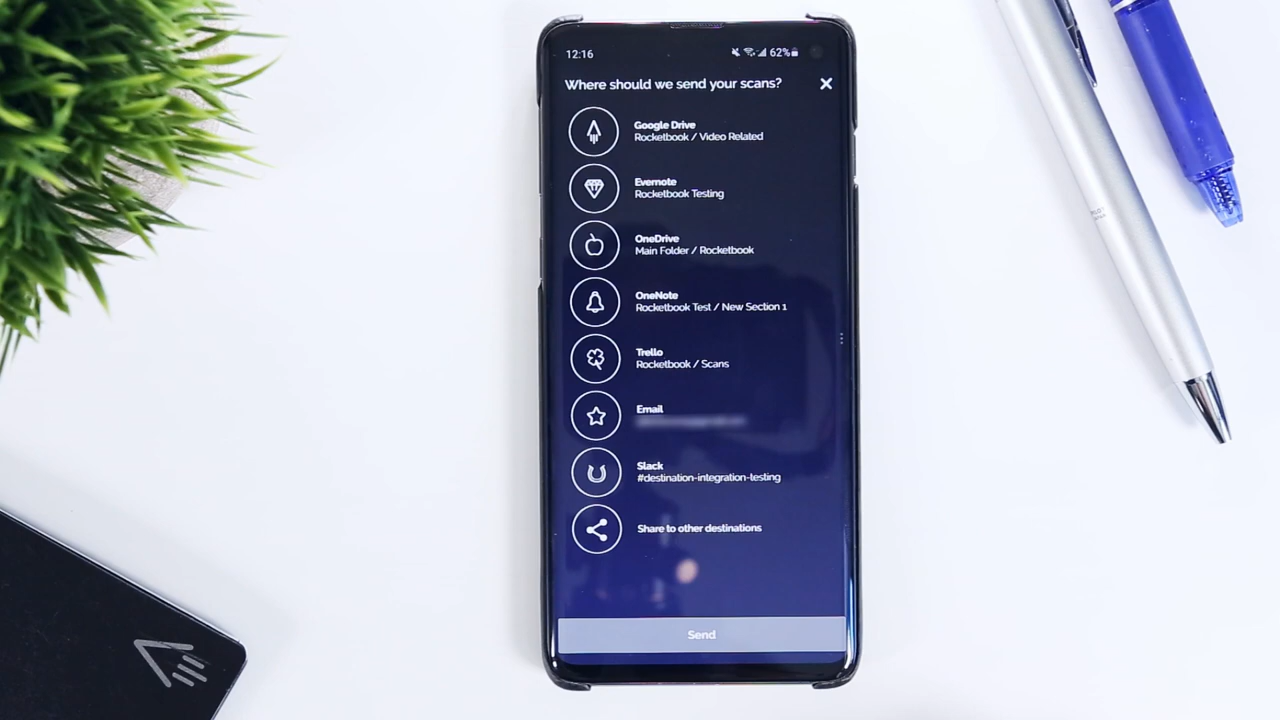 12:16
62%
Where should we send your scans?
Google Drive
Rocketbook / Video Related
Evernote
Rocketbook Testing
OneDrive
Main Folder / Rocketbook
OneNote
Rocketbook Test / New Section 1
Trello
Rocketbook / Scans
Email
Slack
#destination-integration-testing
Share to other destinations
Send